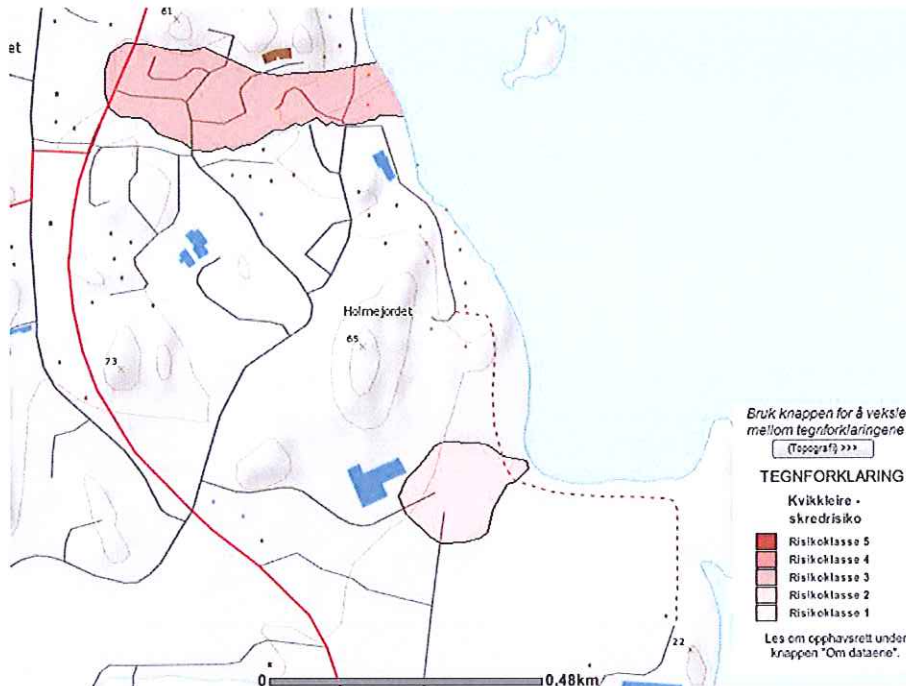 61
et
Holmejordet
65
73
Bruk knappen for å veksle
mellom tegnforklaringene
(Topografi) >>>
TEGNFORKLARING
Kvikkleire -
skredrisiko
Risikoklasse 5
Risikoklasse 4
Risikoklasse 3
Risikoklasse 2
Risikoklasse 1
Les om opphavsrett under
knappen "Om dataene".
22
0
0,48km